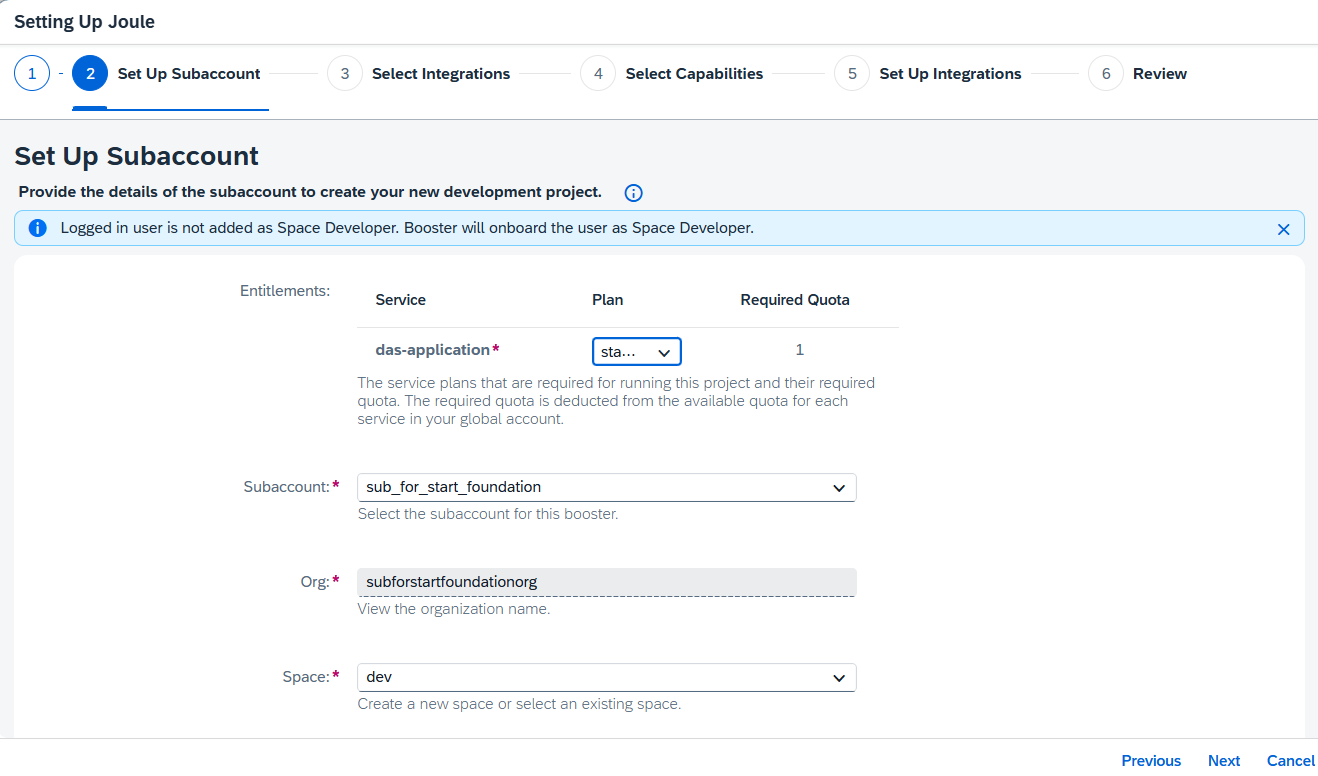 Setting Up Joule
1 - 2 Set Up Subaccount 3 Select Integrations 4 Select Capabilities 5 Set Up Integrations 6 Review
Set Up Subaccount
Provide the details of the subaccount to create your new development project.
Logged in user is not added as Space Developer. Booster will onboard the user as Space Developer.
Entitlements: Service Plan Required Quota
das-application* sta... 1
The service plans that are required for running this project and their required
quota. The required quota is deducted from the available quota for each
service in your global account.
Subaccount:* sub_for_start_foundation
Select the subaccount for this booster.
Org:* subforstartfoundationorg
View the organization name.
Space:* dev
Create a new space or select an existing space.
Previous Next Cancel